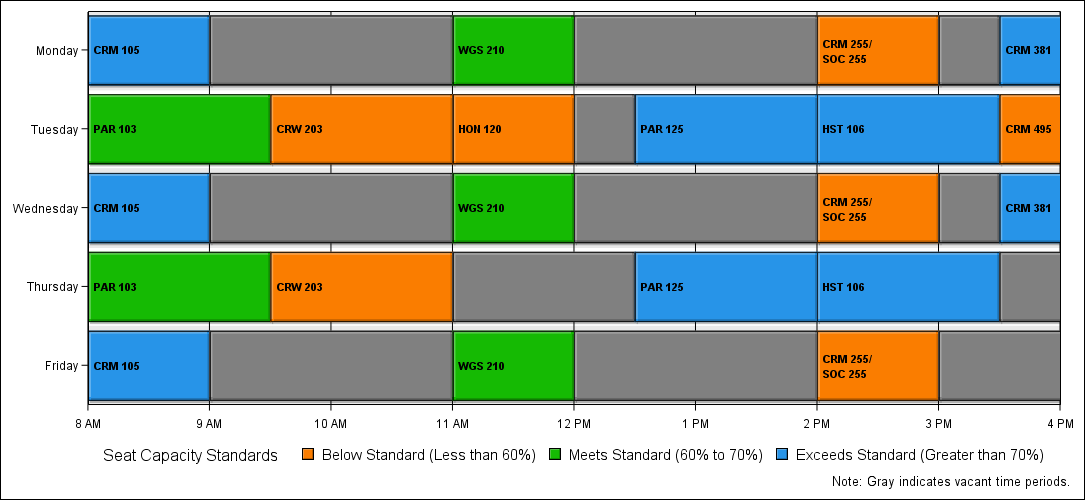 Monday
CRM 105
WGS 210
CRM 255/
SOC 255
CRM 381
Tuesday
PAR 103
CRW 203
HON 120
PAR 125
HST 106
CRM 495
Wednesday
CRM 105
WGS 210
CRM 255/
SOC 255
CRM 381
Thursday
PAR 103
CRW 203
PAR 125
HST 106
Friday
CRM 105
WGS 210
CRM 255/
SOC 255
8 AM 9 AM 10 AM 11 AM 12 PM 1 PM 2 PM 3 PM 4 PM
Seat Capacity Standards Below Standard (Less than 60%) Meets Standard (60% to 70%) Exceeds Standard (Greater than 70%)
Note: Gray indicates vacant time periods.